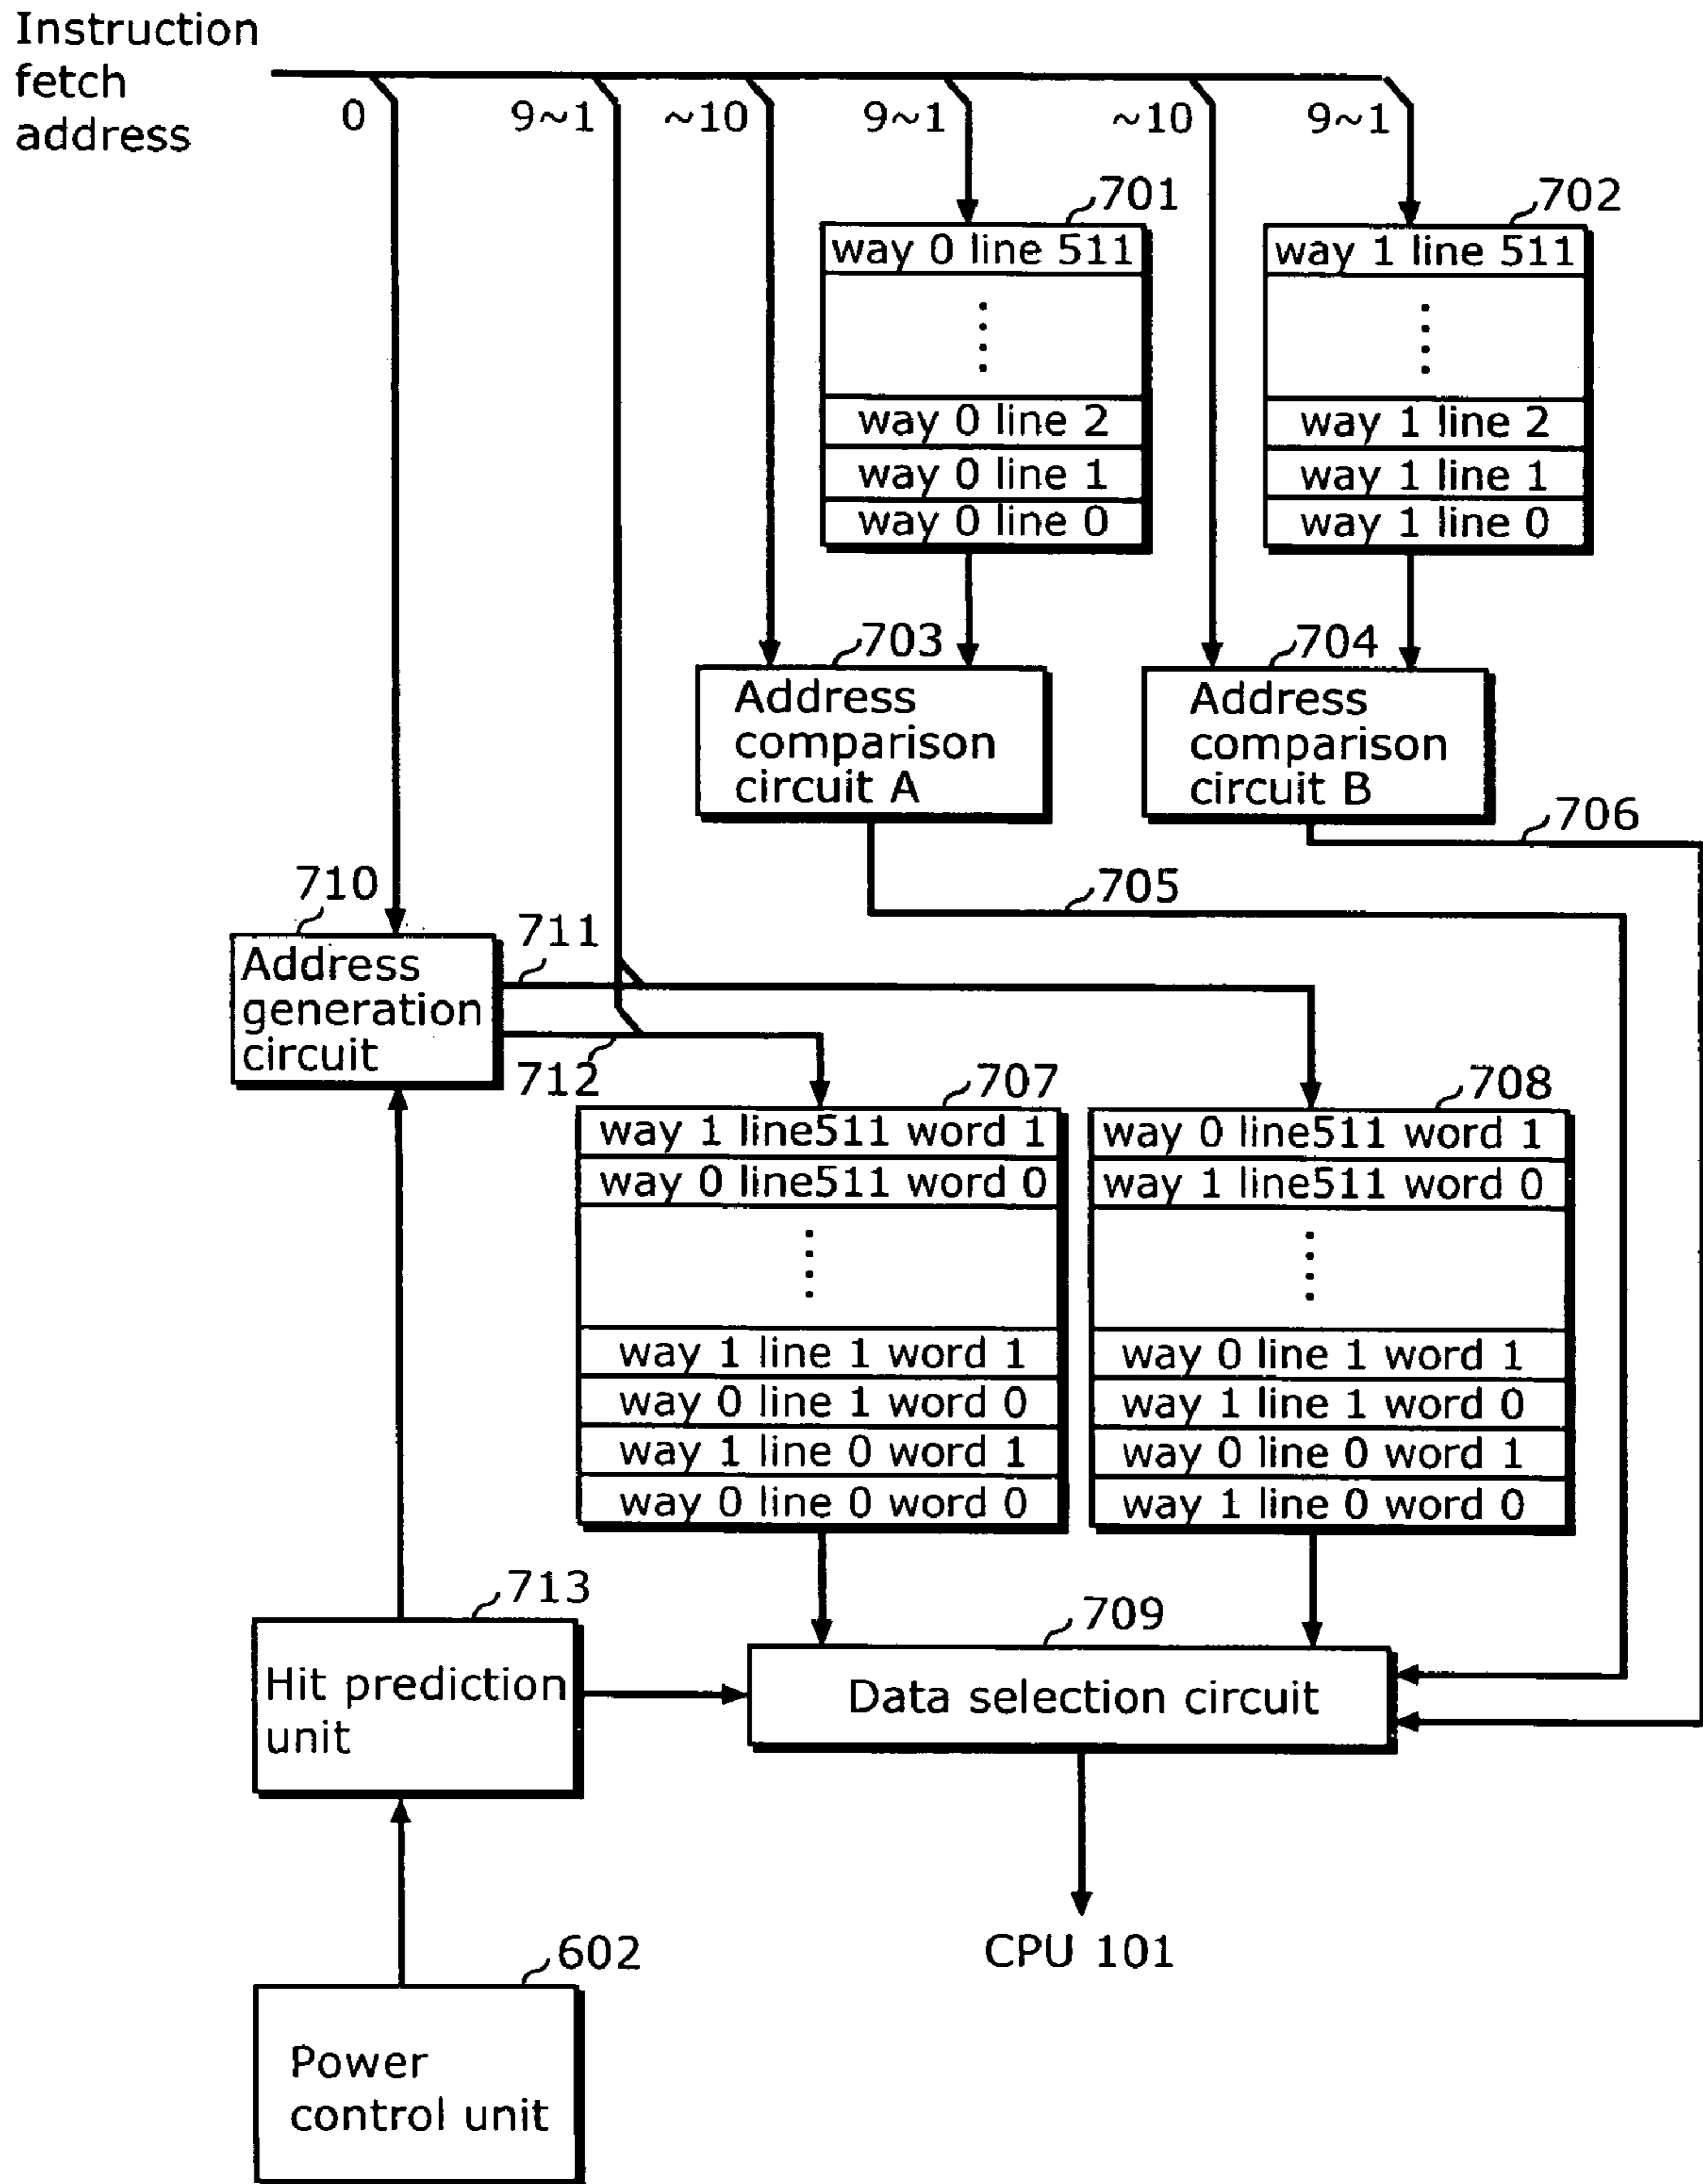 Instruction
fetch
address
0
9~1
~10
9~1
~10
9~1
701
702
way 0 line 511
way 0 line 2
way 0 line 1
way 0 line 0
way 1 line 511
way 1 line 2
way 1 line 1
way 1 line 0
703
704
Address
comparison
circuit A
Address
comparison
circuit B
706
705
710
711
Address
generation
circuit
712
707
708
way 1 line511 word 1
way 0 line511 word 0
way 1 line 1 word 1
way 0 line 1 word 0
way 1 line 0 word 1
way 0 line 0 word 0
way 0 line511 word 1
way 1 line511 word 0
way 0 line 1 word 1
way 1 line 1 word 0
way 0 line 0 word 1
way 1 line 0 word 0
713
709
Hit prediction
unit
Data selection circuit
CPU 101
602
Power
control unit